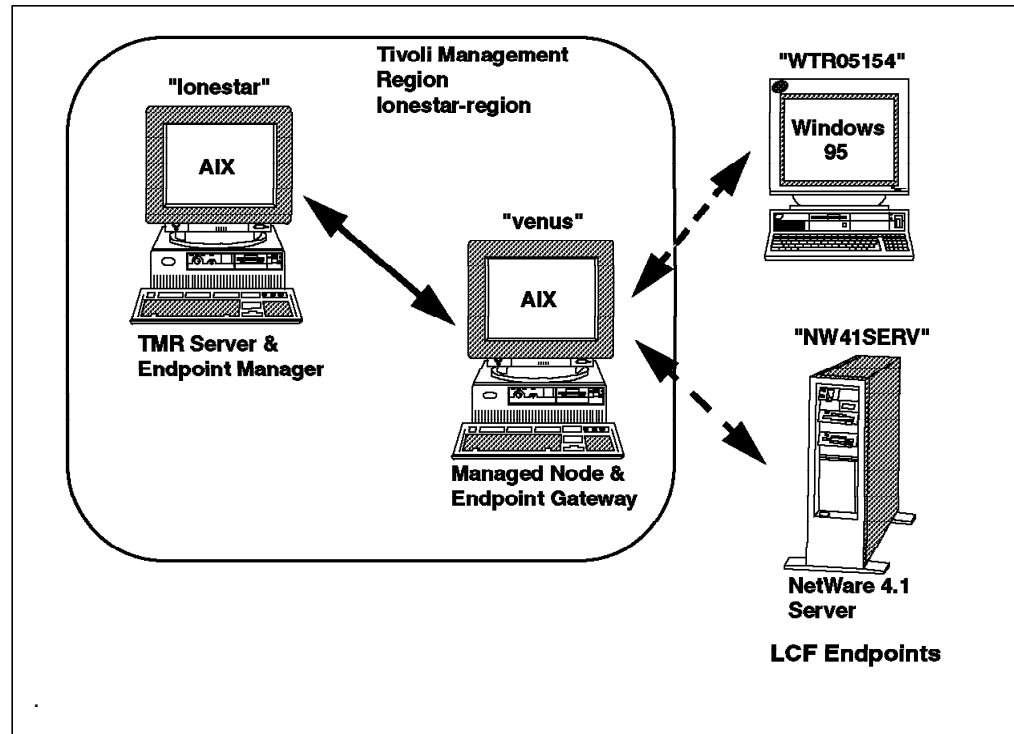 Tivoli Management
Region
lonestar-region
"lonestar"
AIX
TMR Server &
Endpoint Manager
"venus"
AIX
Managed Node &
Endpoint Gateway
"WTR05154"
Windows
95
"NW41SERV"
NetWare 4.1
Server
LCF Endpoints
.